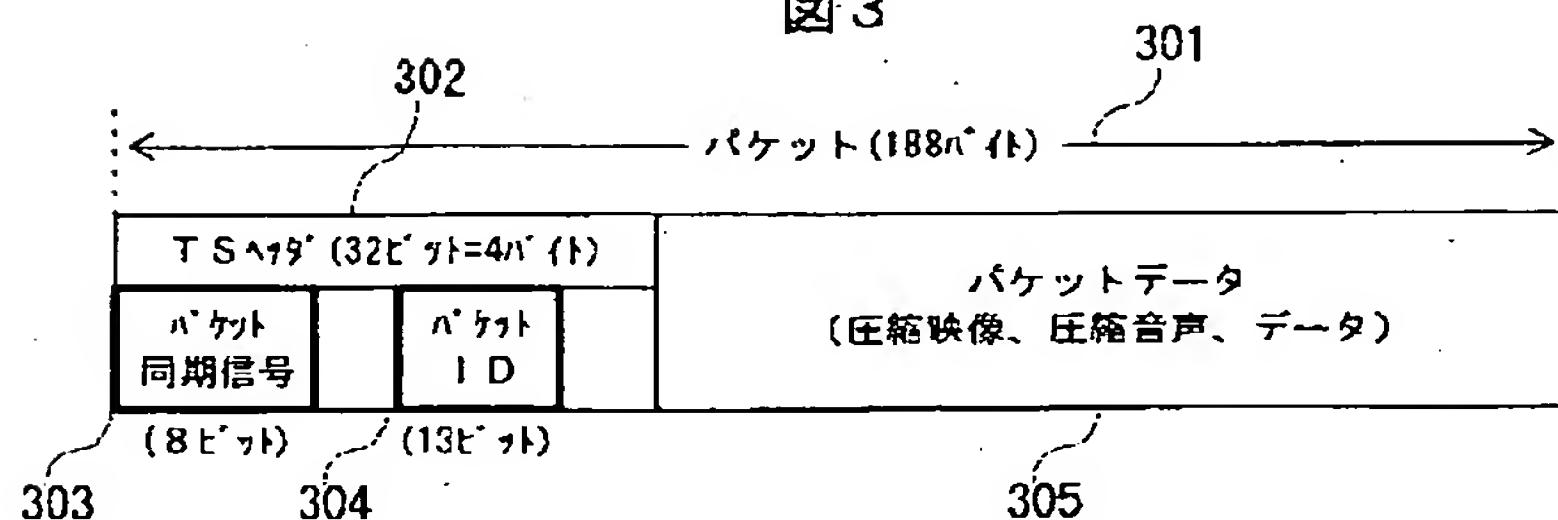 図3
301
302
パケット(188ﾊﾞｲﾄ)
TSﾍｯﾀﾞ(32ﾋﾞｯﾄ=4ﾊﾞｲﾄ)
ﾊﾟｹｯﾄ
同期信号
ﾊﾟｹｯﾄ
ID
パケットデータ
(圧縮映像、圧縮音声、データ)
(8ﾋﾞｯﾄ)
(13ﾋﾞｯﾄ)
303
304
305